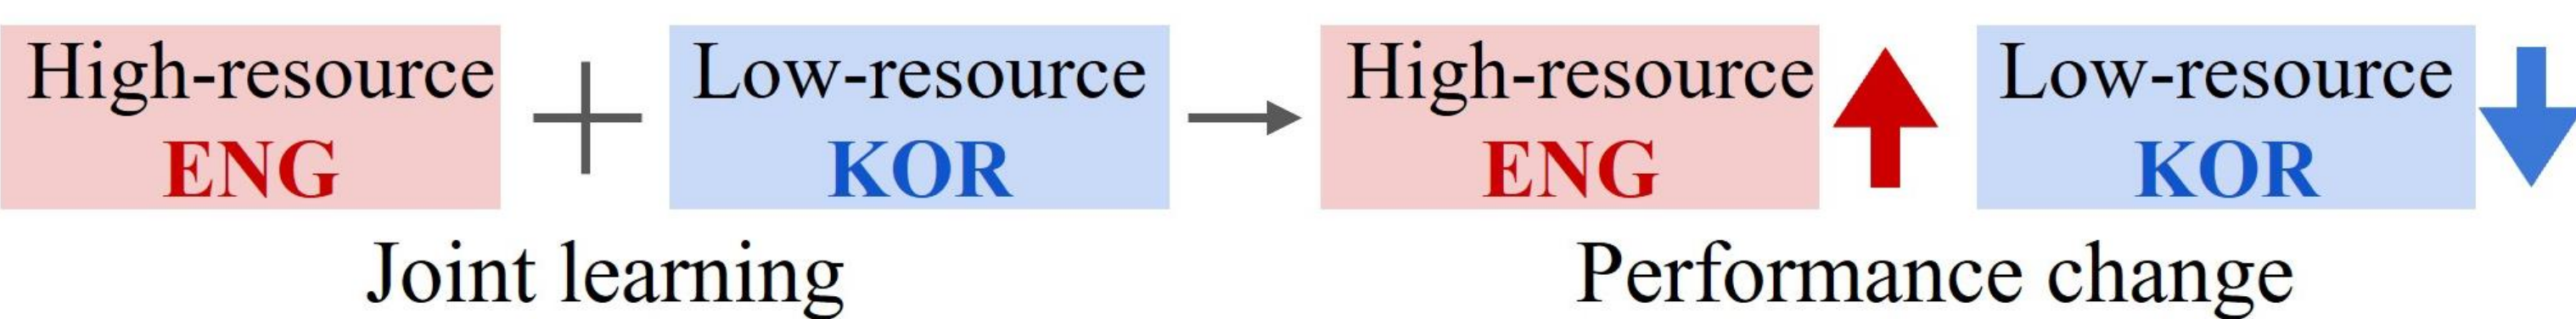 High-resource
ENG
Low-resource
KOR
High-resource
ENG
Low-resource
KOR
Joint learning
Performance change